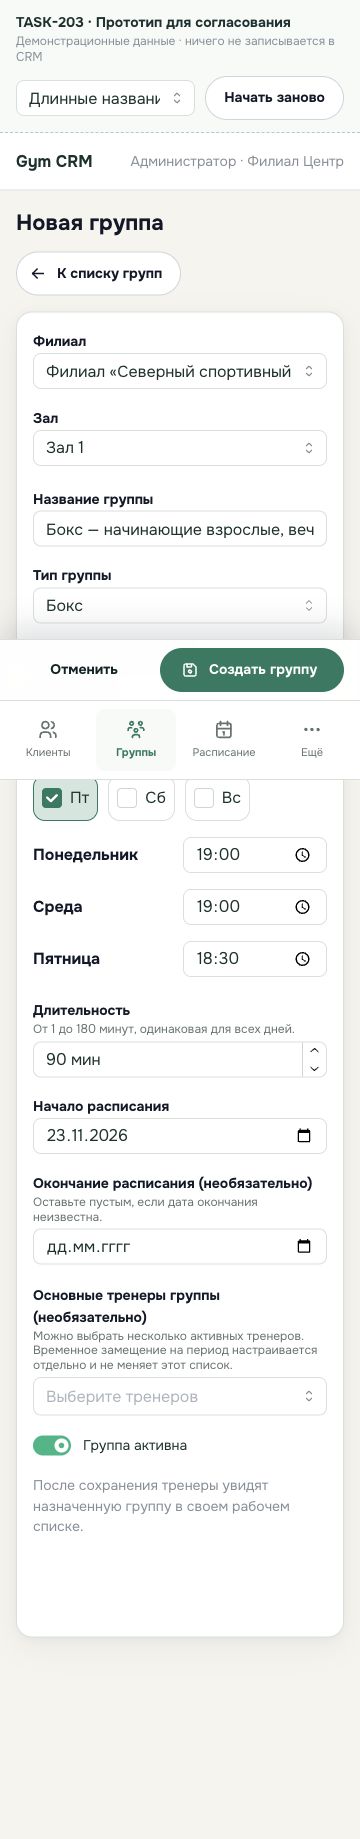 TASK-203 · Прототип для согласования
Демонстрационные данные · ничего не записывается в
CRM
Длинные названи
Начать заново
Gym CRM
Администратор · Филиал Центр
Новая группа
К списку групп
Филиал
Филиал «Северный спортивный
Зал
Зал 1
Название группы
Бокс — начинающие взрослые, веч
Тип группы
Бокс
Отменить
Создать группу
Клиенты
Группы
Расписание
Ещё
Пт
Сб
Вс
Понедельник
19:00
Среда
19:00
Пятница
18:30
Длительность
От 1 до 180 минут, одинаковая для всех дней.
90 мин
Начало расписания
23.11.2026
Окончание расписания (необязательно)
Оставьте пустым, если дата окончания
неизвестна.
дд.мм.гггг
Основные тренеры группы
(необязательно)
Можно выбрать несколько активных тренеров.
Временное замещение на период настраивается
отдельно и не меняет этот список.
Выберите тренеров
Группа активна
После сохранения тренеры увидят
назначенную группу в своем рабочем
списке.